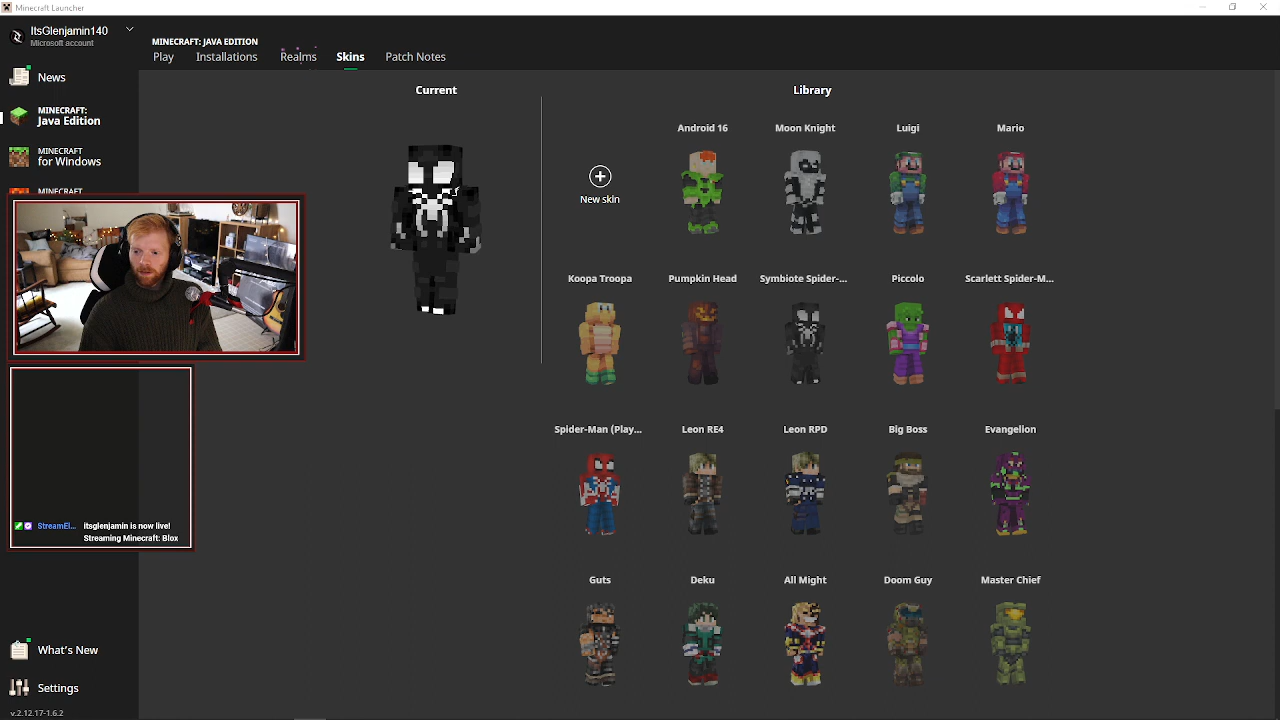 Minecraft Launcher
ItsGlenjamin140
Microsoft account
News
MINECRAFT:
Java Edition
MINECRAFT
for Windows
MINECRAFT
What's New
Settings
v.2.12.17-1.6.2
MINECRAFT: JAVA EDITION
Play Installations Realms Skins Patch Notes
Current
Library
New skin
Android 16
Moon Knight
Luigi
Mario
Koopa Troopa
Pumpkin Head
Symbiote Spider-...
Piccolo
Scarlett Spider-M...
Spider-Man (Play...
Leon RE4
Leon RPD
Big Boss
Evangelion
Guts
Deku
All Might
Doom Guy
Master Chief
StreamEl... itsglenjamin is now live!
Streaming Minecraft: Blox